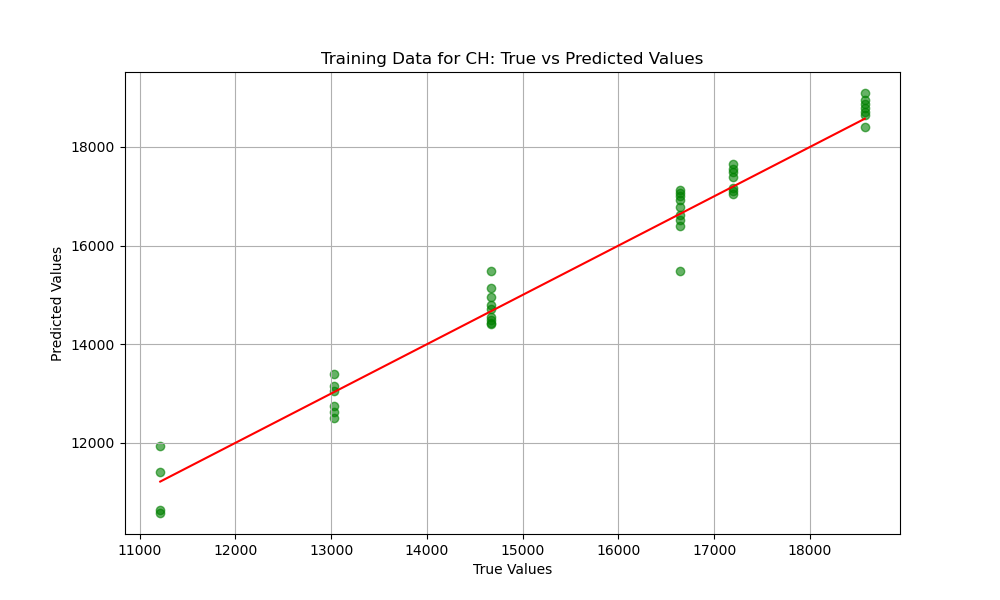 Training Data for CH: True vs Predicted Values
18000
16000
14000
12000
Predicted Values
11000 12000 13000 14000 15000 16000 17000 18000
True Values